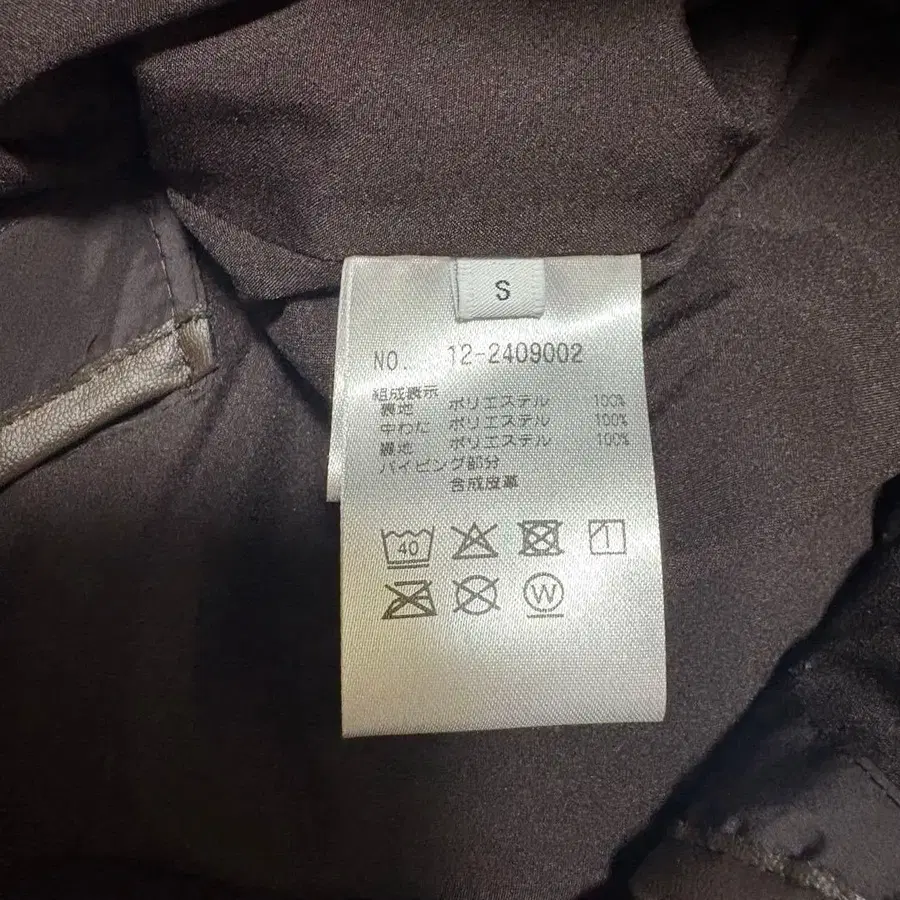 S
NO. 12-2409002
組成表示
表地 ポリエステル 100%
中わた ポリエステル 100%
裏地 ポリエステル 100%
パイピング部分
合成皮革
40
W